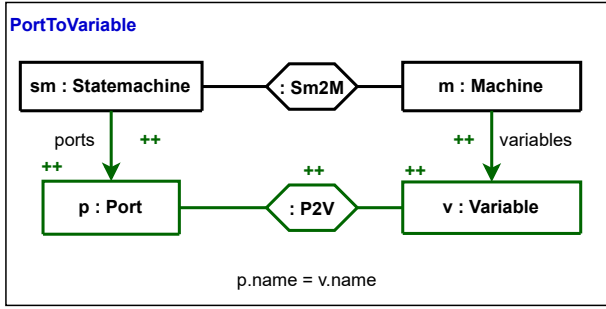 PortToVariable
sm : Statemachine
: Sm2M
m : Machine
ports
++
++
variables
++
++
++
p : Port
: P2V
v : Variable
p.name = v.name